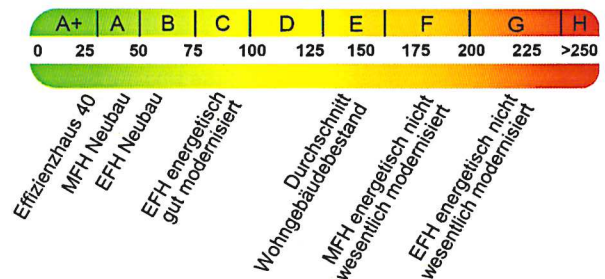 A+ A B C D E F G H
0 25 50 75 100 125 150 175 200 225 >250
Effizienzhaus 40
MFH Neubau
EFH Neubau
EFH energetisch
gut modernisiert
Durchschnitt
Wohngebäudebestand
MFH energetisch nicht
wesentlich modernisiert
EFH energetisch nicht
wesentlich modernisiert